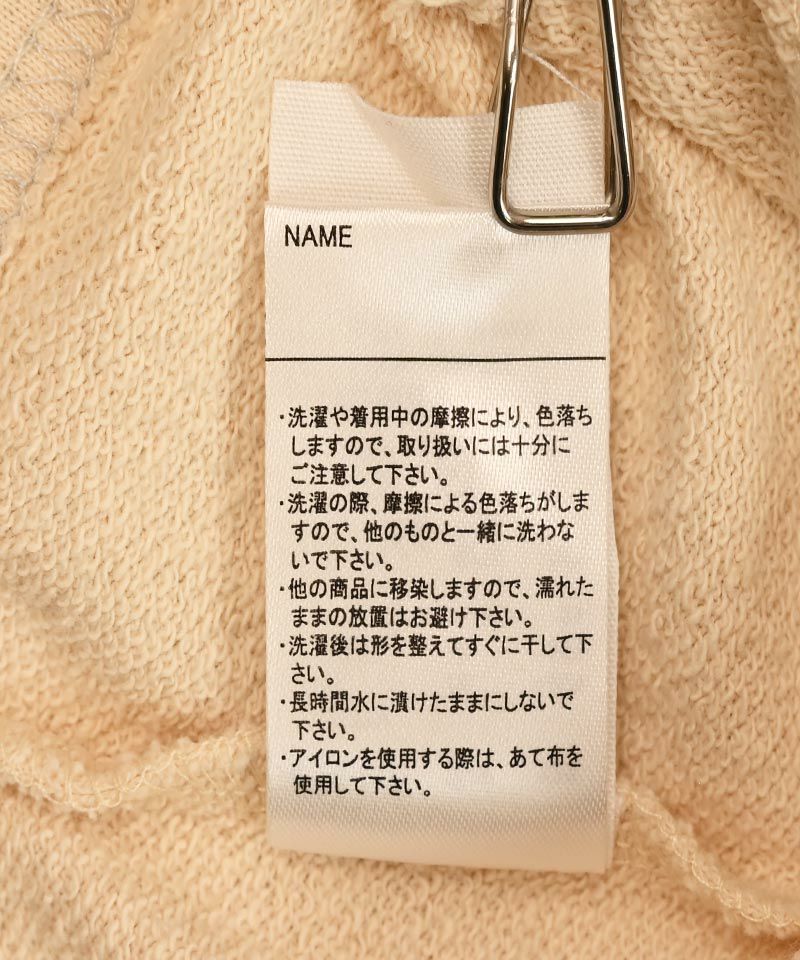 NAME
・洗濯や着用中の摩擦により、色落ち
しますので、取り扱いには十分に
ご注意して下さい。
・洗濯の際、摩擦による色落ちがしま
すので、他のものと一緒に洗わな
いで下さい。
・他の商品に移染しますので、濡れた
ままの放置はお避け下さい。
・洗濯後は形を整えてすぐに干して下
さい。
・長時間水に漬けたままにしないで
下さい。
・アイロンを使用する際は、あて布を
使用して下さい。